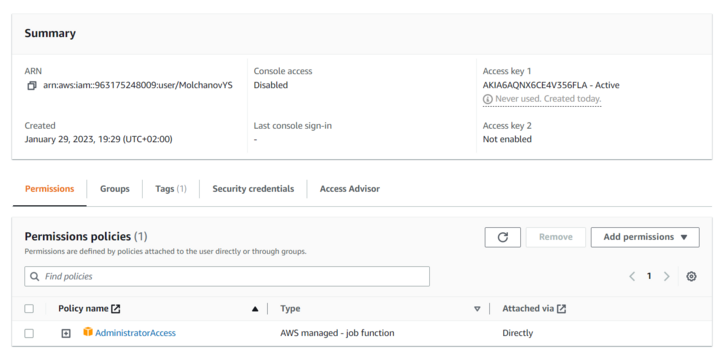 Summary
ARN
arn:aws:iam::963175248009:user/MolchanovYS
Console access
Disabled
Access key 1
AKIA6AQNX6CE4V356FLA - Active
Never used. Created today.
Created
January 29, 2023, 19:29 (UTC+02:00)
Last console sign-in
-
Access key 2
Not enabled
Permissions
Groups
Tags (1)
Security credentials
Access Advisor
Permissions policies (1)
Permissions are defined by policies attached to the user directly or through groups.
Remove
Add permissions
Find policies
1
Policy name
Type
Attached via
AdministratorAccess
AWS managed - job function
Directly